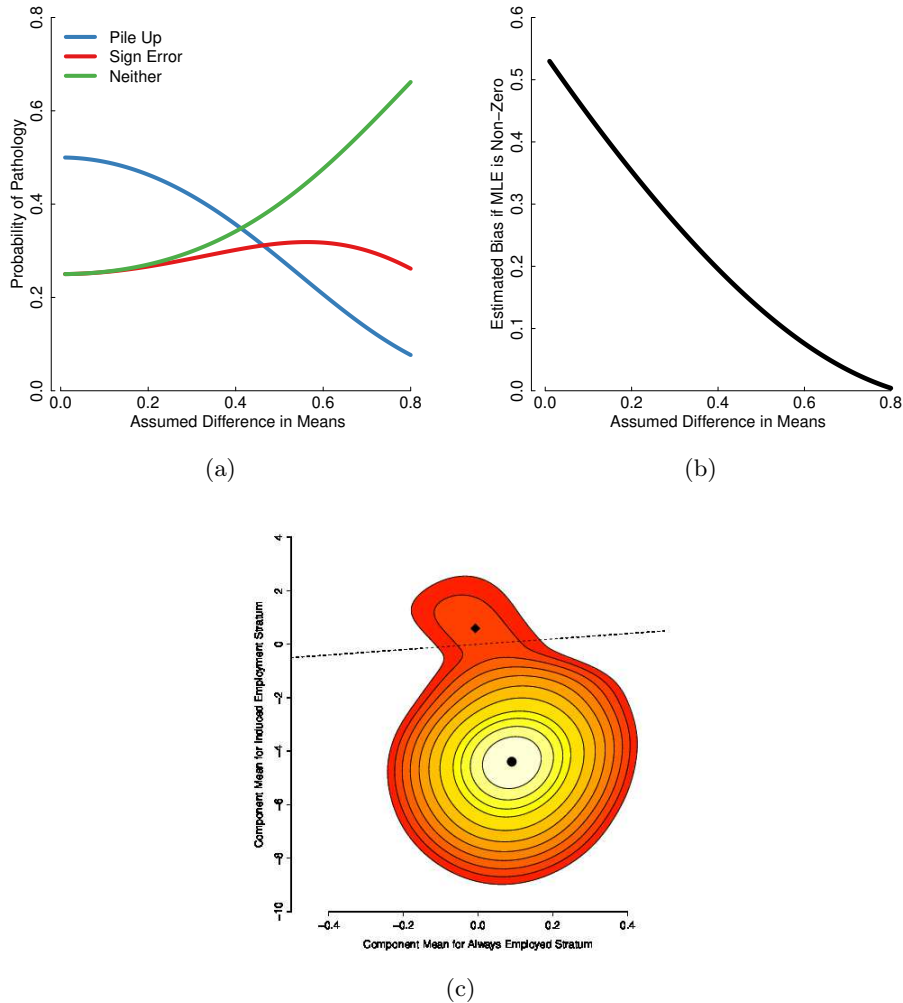 Pile Up
Sign Error
Neither
Probability of Pathology
0.0 0.2 0.4 0.6 0.8
0.0 0.2 0.4 0.6 0.8
Assumed Difference in Means
(a)
Estimated Bias if MLE is Non−Zero
0.0 0.1 0.2 0.3 0.4 0.5 0.6
0.0 0.2 0.4 0.6 0.8
Assumed Difference in Means
(b)
Component Mean for Induced Employment Stratum
-10 -8 -6 -4 -2 0 2 4
-0.4 -0.2 0.0 0.2 0.4
Component Mean for Always Employed Stratum
(c)